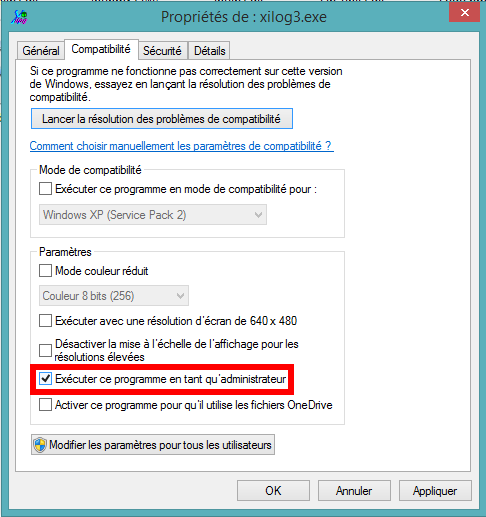 Propriétés de : xilog3.exe
Général
Compatibilité
Sécurité
Détails
Si ce programme ne fonctionne pas correctement sur cette version
de Windows, essayez en lançant la résolution des problèmes de
compatibilité.
Lancer la résolution des problèmes de compatibilité
Comment choisir manuellement les paramètres de compatibilité ?
Mode de compatibilité
Exécuter ce programme en mode de compatibilité pour :
Windows XP (Service Pack 2)
Paramètres
Mode couleur réduit
Couleur 8 bits (256)
Exécuter avec une résolution d'écran de 640 x 480
Désactiver la mise à l'échelle de l'affichage pour les
résolutions élevées
Exécuter ce programme en tant qu'administrateur
Activer ce programme pour qu'il utilise les fichiers OneDrive
Modifier les paramètres pour tous les utilisateurs
OK
Annuler
Appliquer